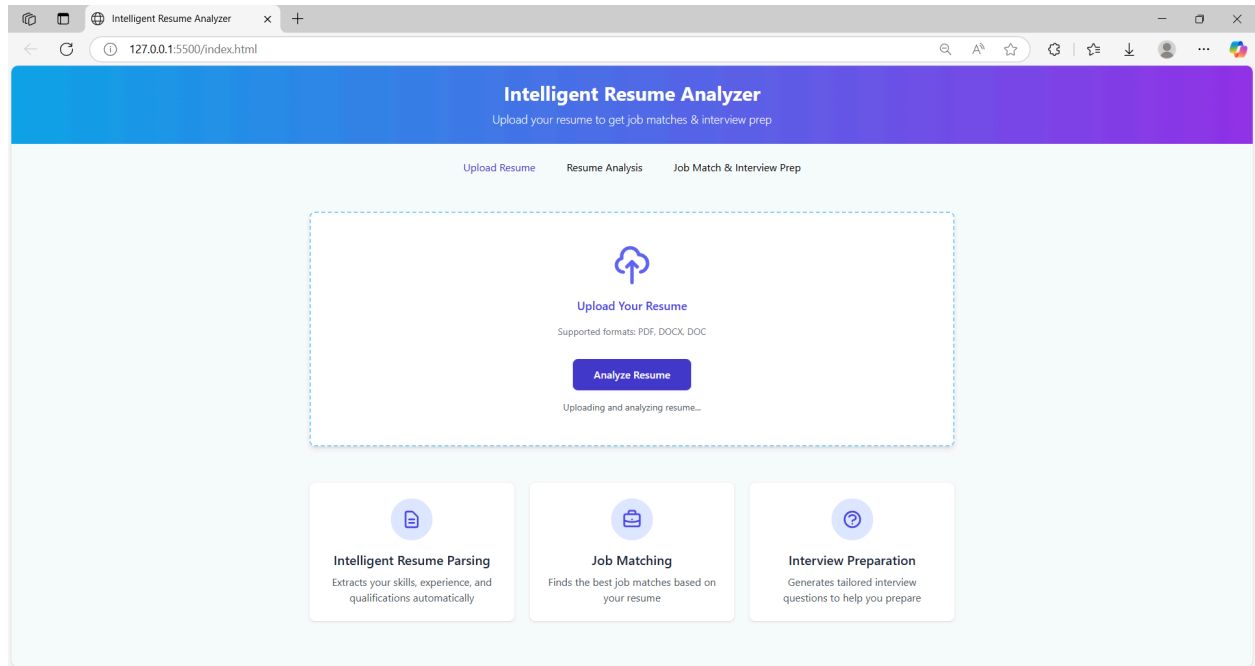 Intelligent Resume Analyzer
127.0.0.1:5500/index.html
Intelligent Resume Analyzer
Upload your resume to get job matches & interview prep
Upload Resume Resume Analysis Job Match & Interview Prep
Upload Your Resume
Supported formats: PDF, DOCX, DOC
Analyze Resume
Uploading and analyzing resume...
Intelligent Resume Parsing
Extracts your skills, experience, and
qualifications automatically
Job Matching
Finds the best job matches based on
your resume
Interview Preparation
Generates tailored interview
questions to help you prepare